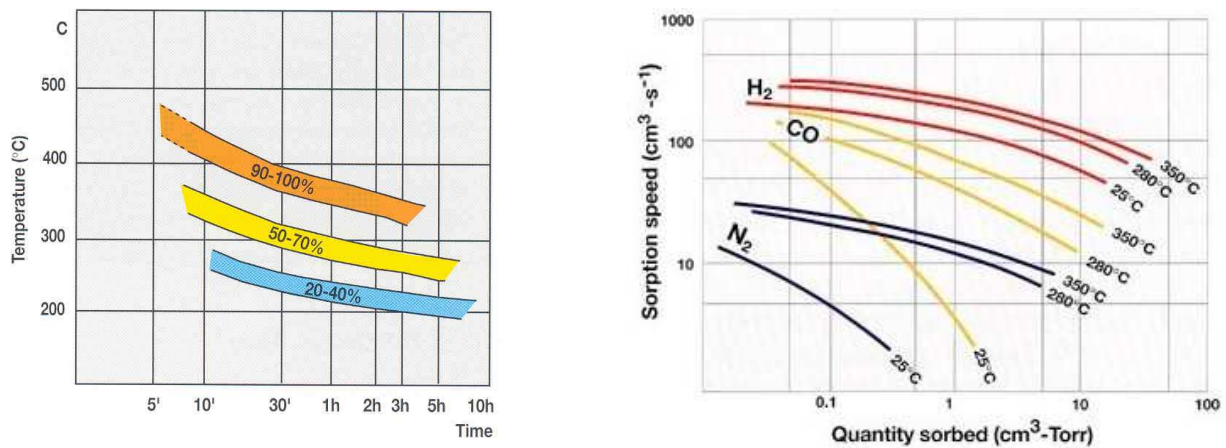 C
500
400
300
200
Temperature (°C)
90-100%
50-70%
20-40%
5' 10' 30' 1h 2h 3h 5h 10h
Time
1000
100
10
Sorption speed (cm³ -s⁻¹)
H₂
CO
N₂
350°C
280°C
25°C
350°C
280°C
350°C
280°C
25°C
25°C
0.1 1 10 100
Quantity sorbed (cm³-Torr)